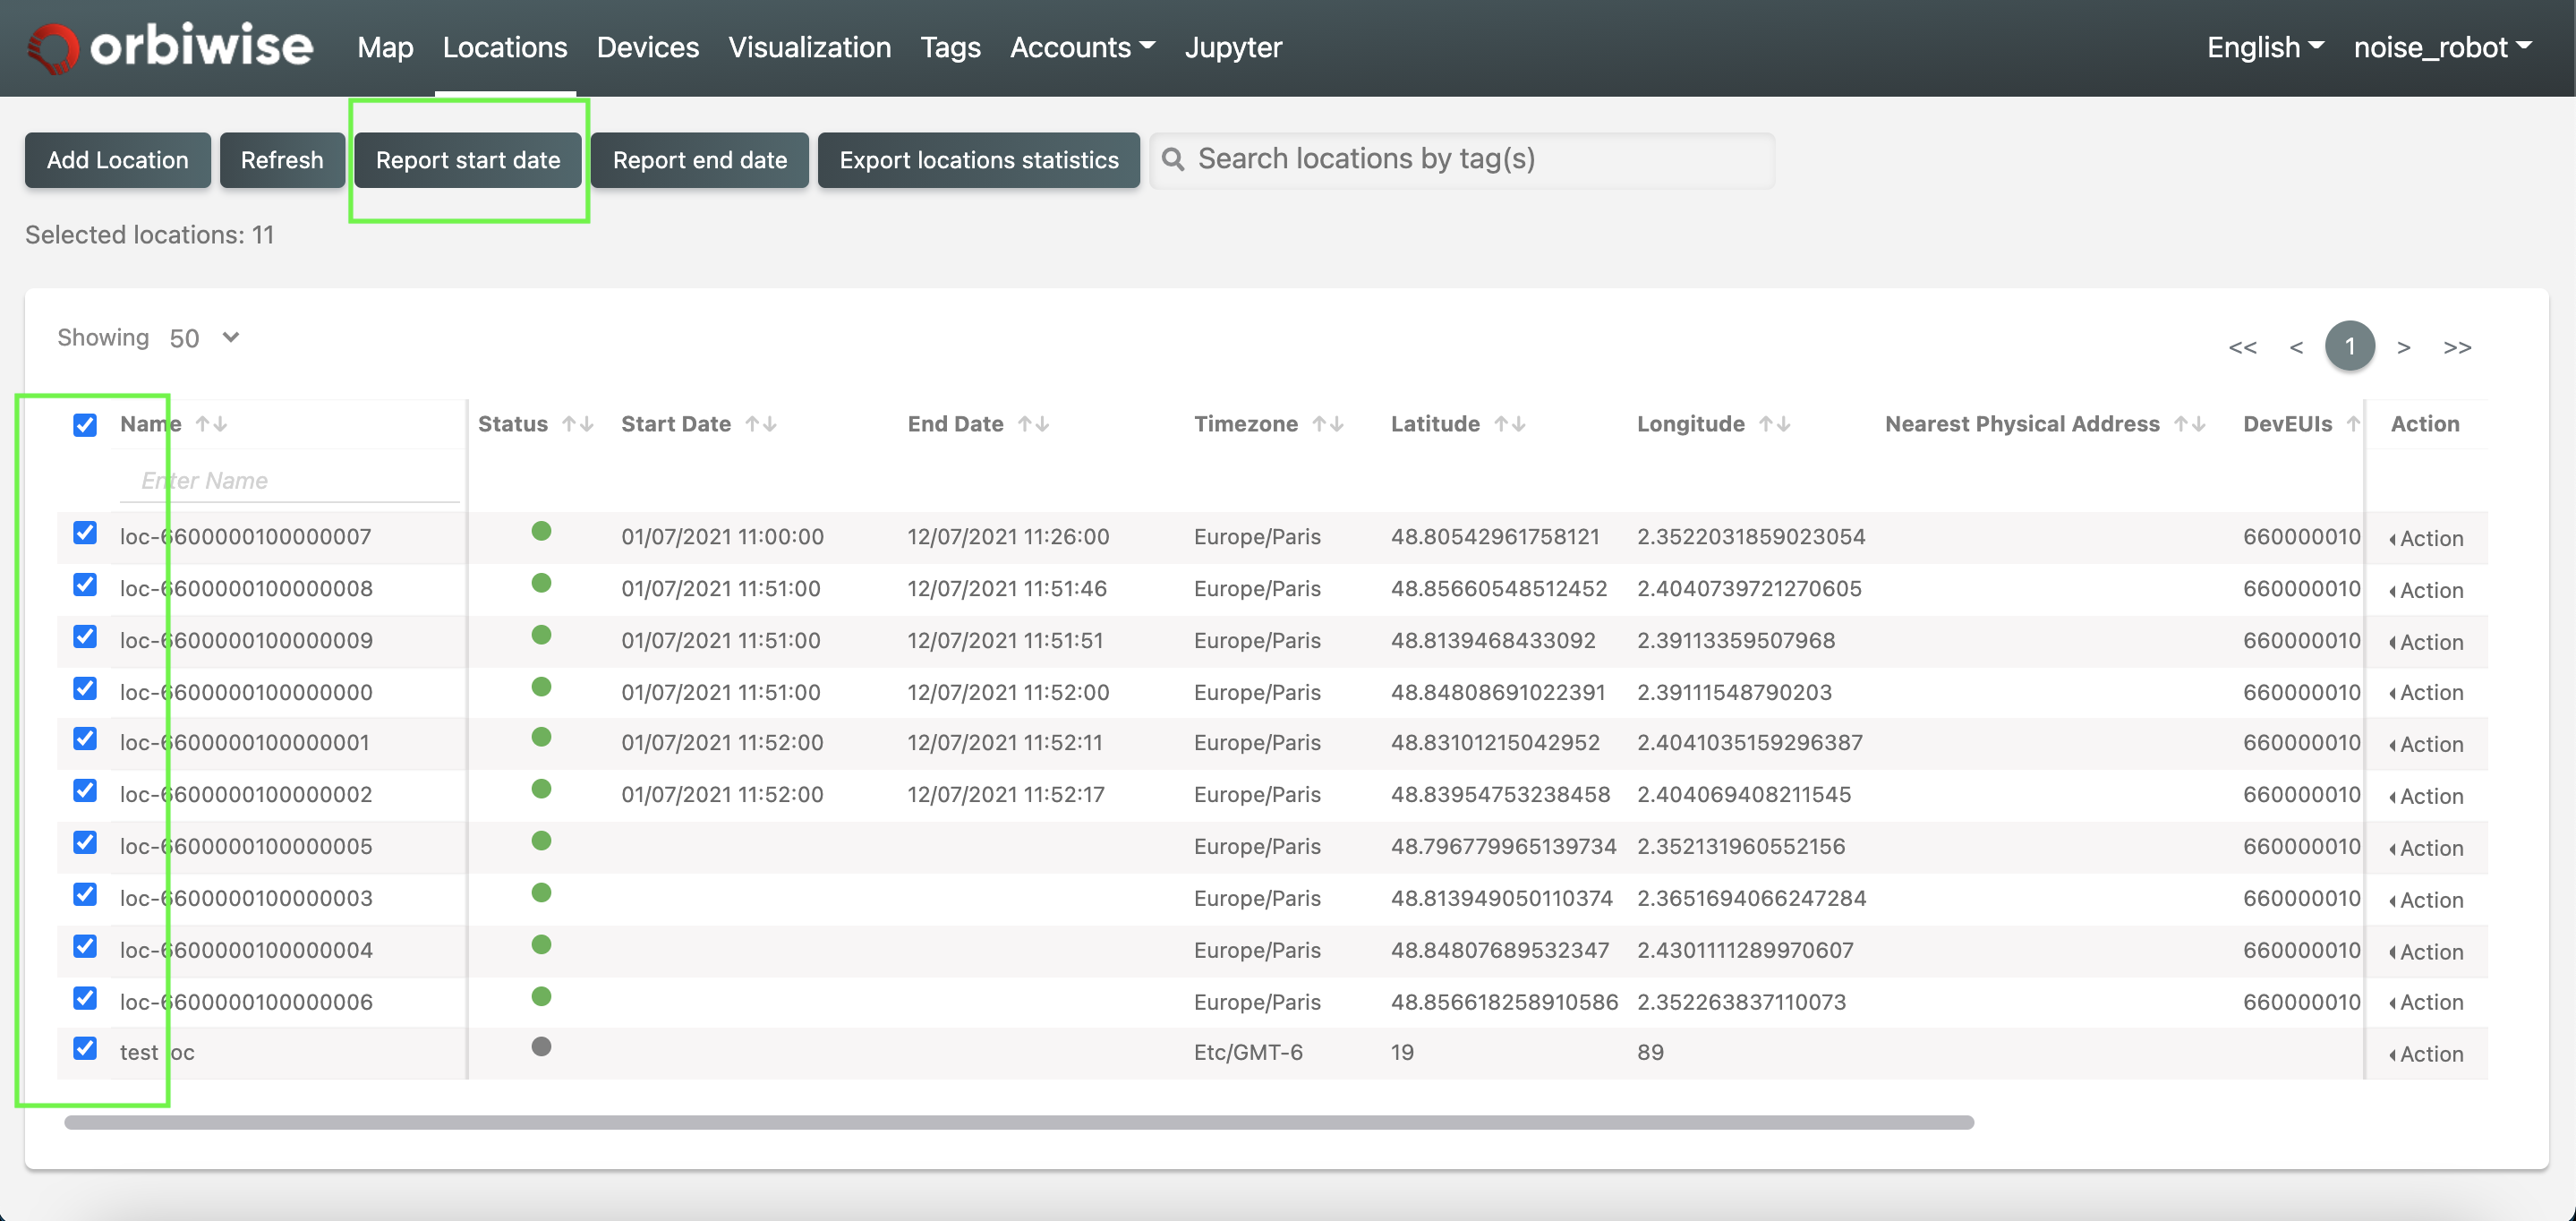 orbiwise Map Locations Devices Visualization Tags Accounts Jupyter English noise_robot
Add Location Refresh Report start date Report end date Export locations statistics Search locations by tag(s)
Selected locations: 11
Showing 50 << < 1 > >>
Name Status Start Date End Date Timezone Latitude Longitude Nearest Physical Address DevEUIs Action
Enter Name
loc-6600000100000007 01/07/2021 11:00:00 12/07/2021 11:26:00 Europe/Paris 48.80542961758121 2.3522031859023054 660000010 Action
loc-6600000100000008 01/07/2021 11:51:00 12/07/2021 11:51:46 Europe/Paris 48.85660548512452 2.4040739721270605 660000010 Action
loc-6600000100000009 01/07/2021 11:51:00 12/07/2021 11:51:51 Europe/Paris 48.8139468433092 2.39113359507968 660000010 Action
loc-6600000100000000 01/07/2021 11:51:00 12/07/2021 11:52:00 Europe/Paris 48.84808691022391 2.39111548790203 660000010 Action
loc-6600000100000001 01/07/2021 11:52:00 12/07/2021 11:52:11 Europe/Paris 48.83101215042952 2.4041035159296387 660000010 Action
loc-6600000100000002 01/07/2021 11:52:00 12/07/2021 11:52:17 Europe/Paris 48.83954753238458 2.404069408211545 660000010 Action
loc-6600000100000005 Europe/Paris 48.796779965139734 2.352131960552156 660000010 Action
loc-6600000100000003 Europe/Paris 48.813949050110374 2.3651694066247284 660000010 Action
loc-6600000100000004 Europe/Paris 48.84807689532347 2.4301111289970607 660000010 Action
loc-6600000100000006 Europe/Paris 48.856618258910586 2.352263837110073 660000010 Action
test loc Etc/GMT-6 19 89 Action